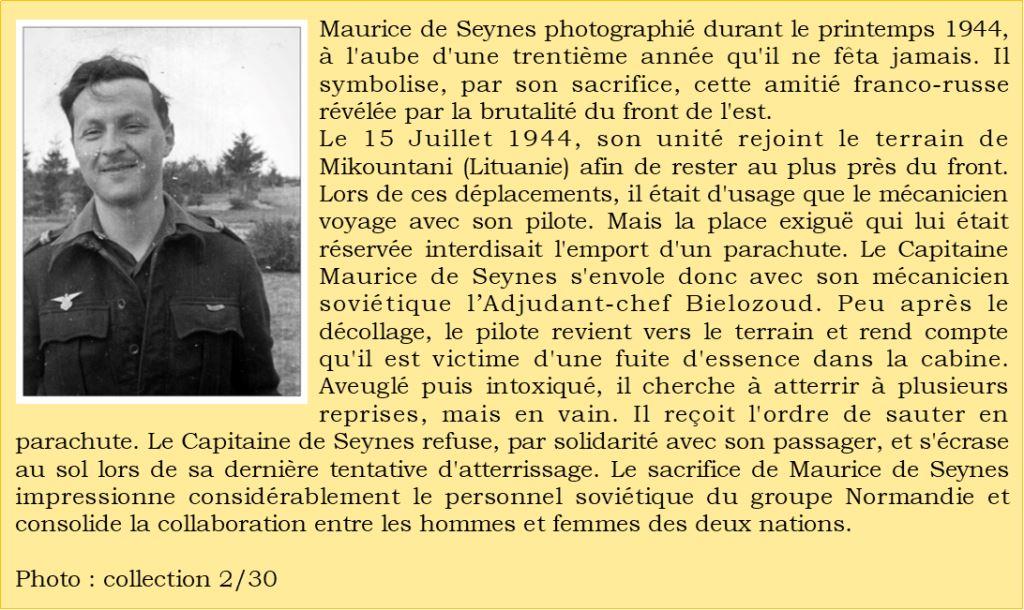 Maurice de Seynes photographié durant le printemps 1944,
à l'aube d'une trentième année qu'il ne fêta jamais. Il
symbolise, par son sacrifice, cette amitié franco-russe
révélée par la brutalité du front de l'est.
Le 15 Juillet 1944, son unité rejoint le terrain de
Mikountani (Lituanie) afin de rester au plus près du front.
Lors de ces déplacements, il était d'usage que le mécanicien
voyage avec son pilote. Mais la place exiguë qui lui était
réservée interdisait l'emport d'un parachute. Le Capitaine
Maurice de Seynes s'envole donc avec son mécanicien
soviétique l’Adjudant-chef Bielozoud. Peu après le
décollage, le pilote revient vers le terrain et rend compte
qu'il est victime d'une fuite d'essence dans la cabine.
Aveuglé puis intoxiqué, il cherche à atterrir à plusieurs
reprises, mais en vain. Il reçoit l'ordre de sauter en
parachute. Le Capitaine de Seynes refuse, par solidarité avec son passager, et s'écrase
au sol lors de sa dernière tentative d'atterrissage. Le sacrifice de Maurice de Seynes
impressionne considérablement le personnel soviétique du groupe Normandie et
consolide la collaboration entre les hommes et femmes des deux nations.
Photo : collection 2/30